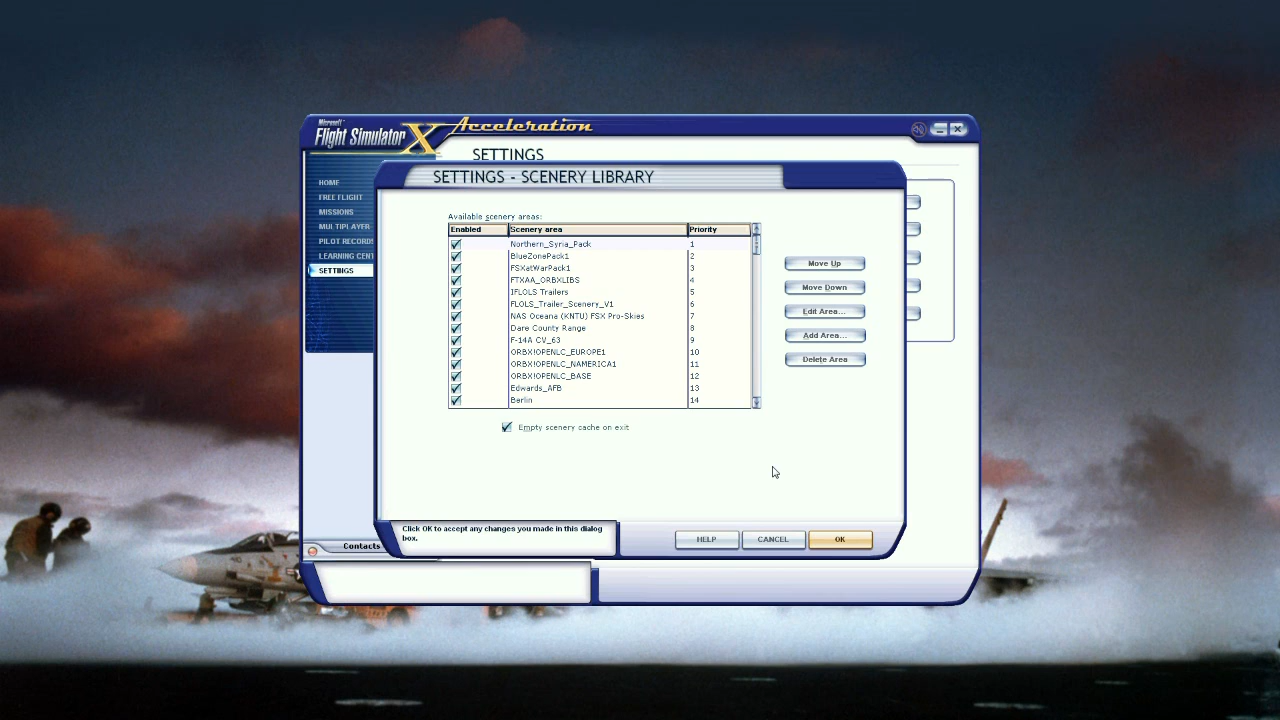 Microsoft
Flight Simulator X Acceleration
SETTINGS
HOME
FREE FLIGHT
MISSIONS
MULTIPLAYER
PILOT RECORDS
LEARNING CENT
SETTINGS
SETTINGS - SCENERY LIBRARY
Available scenery areas:
Enabled Scenery area Priority
Northern_Syria_Pack 1
BlueZonePack1 2
FSXatWarPack1 3
FTXAA_ORBXLIBS 4
IFLOLS Trailers 5
FLOLS_Trailer_Scenery_V1 6
NAS Oceana (KNTU) FSX Pro-Skies 7
Dare County Range 8
F-14A CV_63 9
ORBX!OPENLC_EUROPE1 10
ORBX!OPENLC_NAMERICA1 11
ORBX!OPENLC_BASE 12
Edwards_AFB 13
Berlin 14
Move Up
Move Down
Edit Area...
Add Area...
Delete Area
Empty scenery cache on exit
Click OK to accept any changes you made in this dialog
box.
HELP CANCEL OK
Contacts